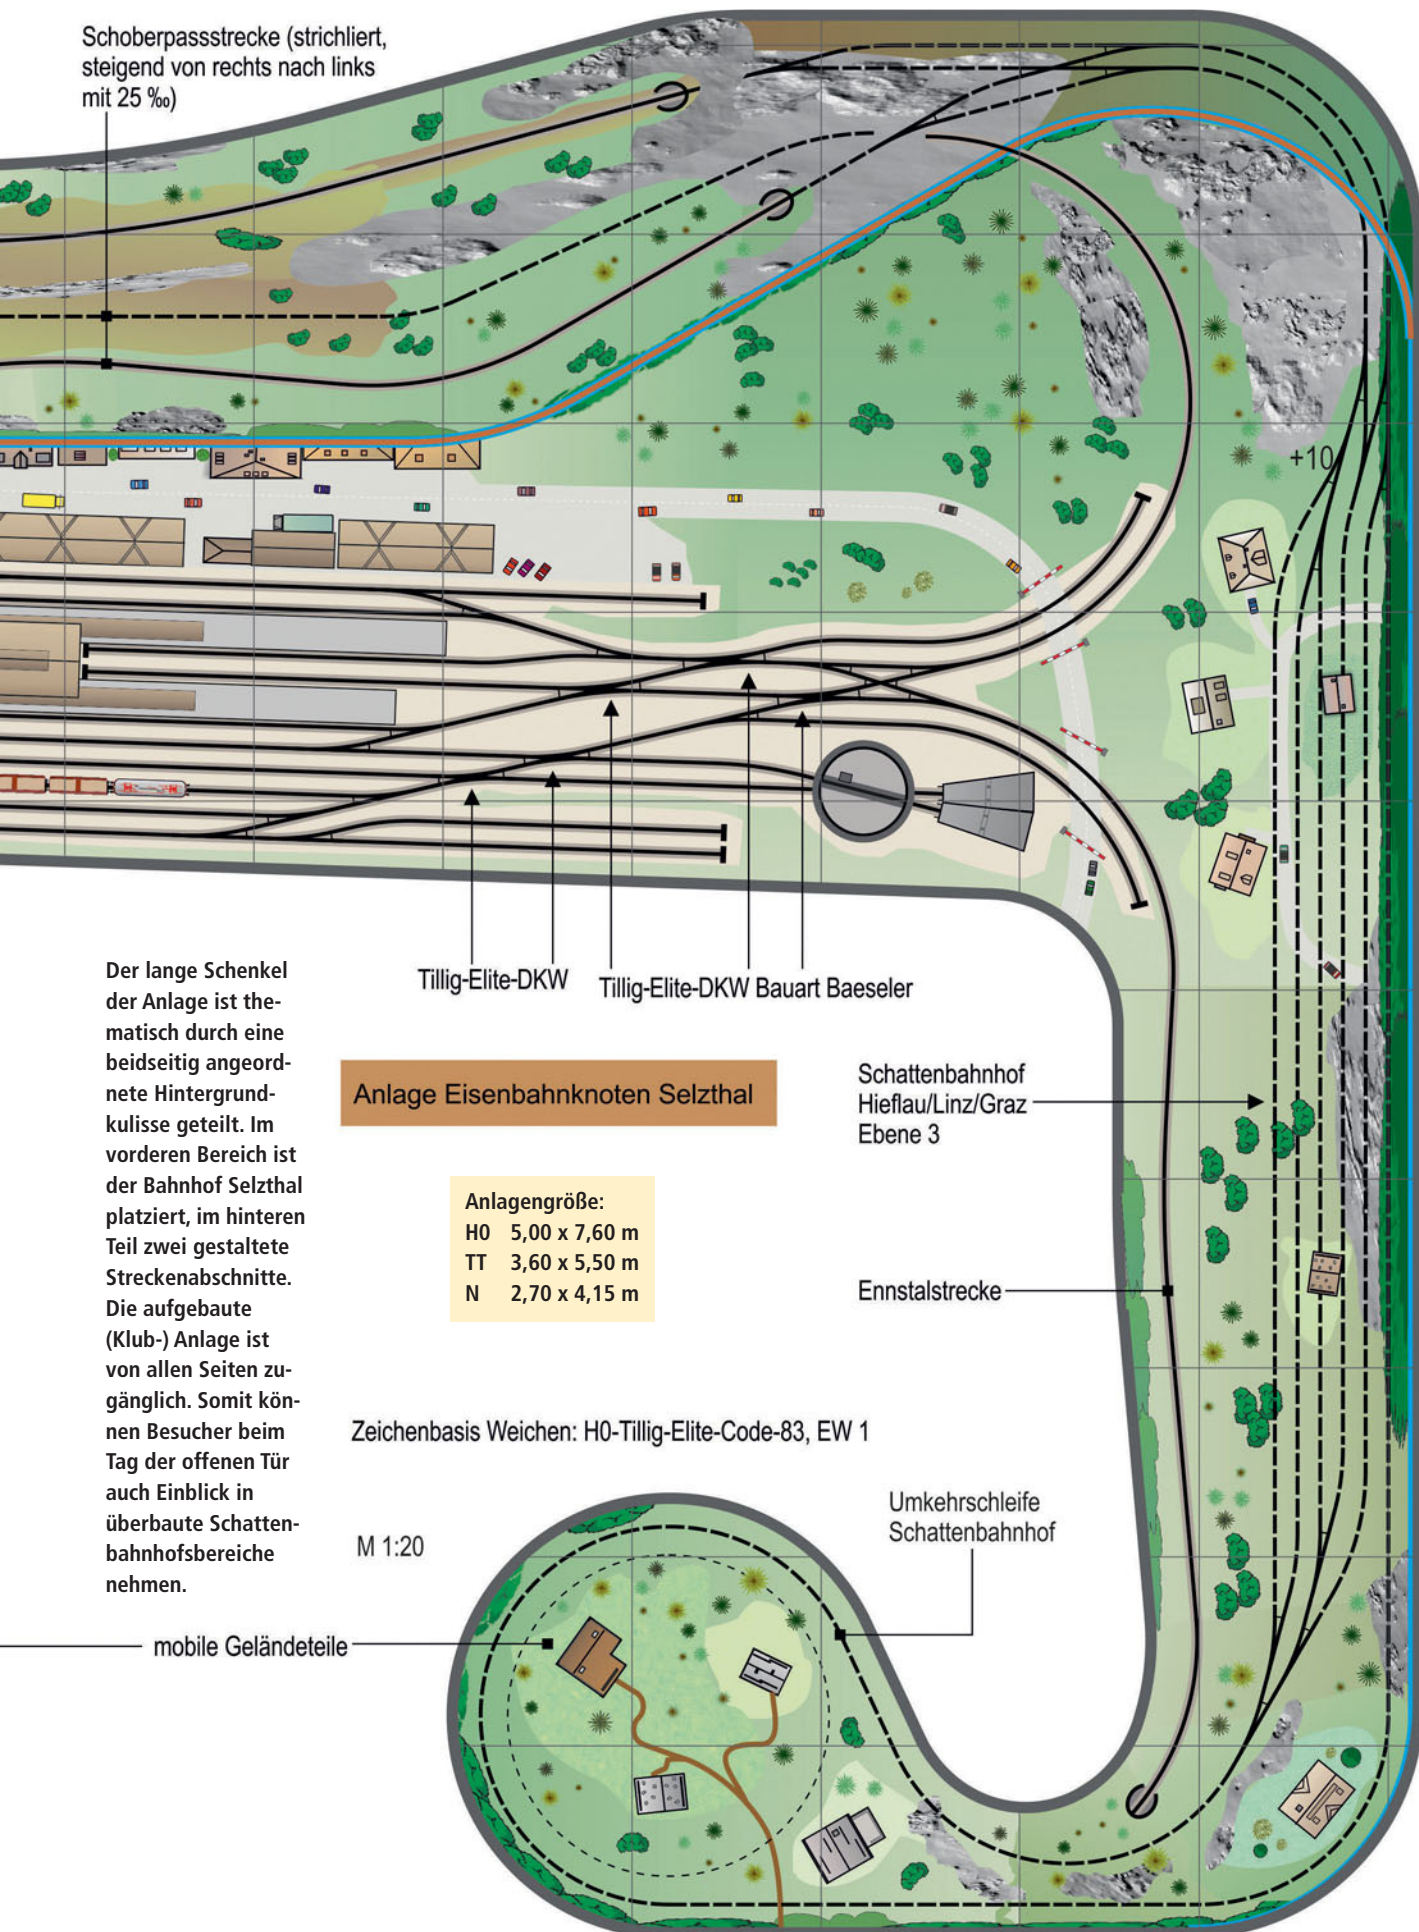 Schoberpassstrecke (strichliert,
steigend von rechts nach links
mit 25 ‰)
+10
Tillig-Elite-DKW
Tillig-Elite-DKW Bauart Baeseler
Der lange Schenkel
der Anlage ist the-
matisch durch eine
beidseitig angeord-
nete Hintergrund-
kulisse geteilt. Im
vorderen Bereich ist
der Bahnhof Selzthal
platziert, im hinteren
Teil zwei gestaltete
Streckenabschnitte.
Die aufgebaute
(Klub-) Anlage ist
von allen Seiten zu-
gänglich. Somit kön-
nen Besucher beim
Tag der offenen Tür
auch Einblick in
überbaute Schatten-
bahnhofsbereiche
nehmen.
Anlage Eisenbahnknoten Selzthal
Schattenbahnhof
Hieflau/Linz/Graz
Ebene 3
Anlagengröße:
H0 5,00 x 7,60 m
TT 3,60 x 5,50 m
N 2,70 x 4,15 m
Ennstalstrecke
Zeichenbasis Weichen: H0-Tillig-Elite-Code-83, EW 1
Umkehrschleife
Schattenbahnhof
M 1:20
mobile Geländeteile